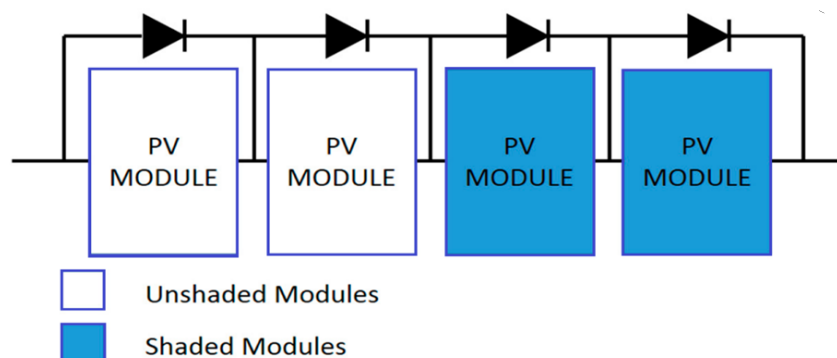 PV
MODULE
PV
MODULE
PV
MODULE
PV
MODULE
Unshaded Modules
Shaded Modules